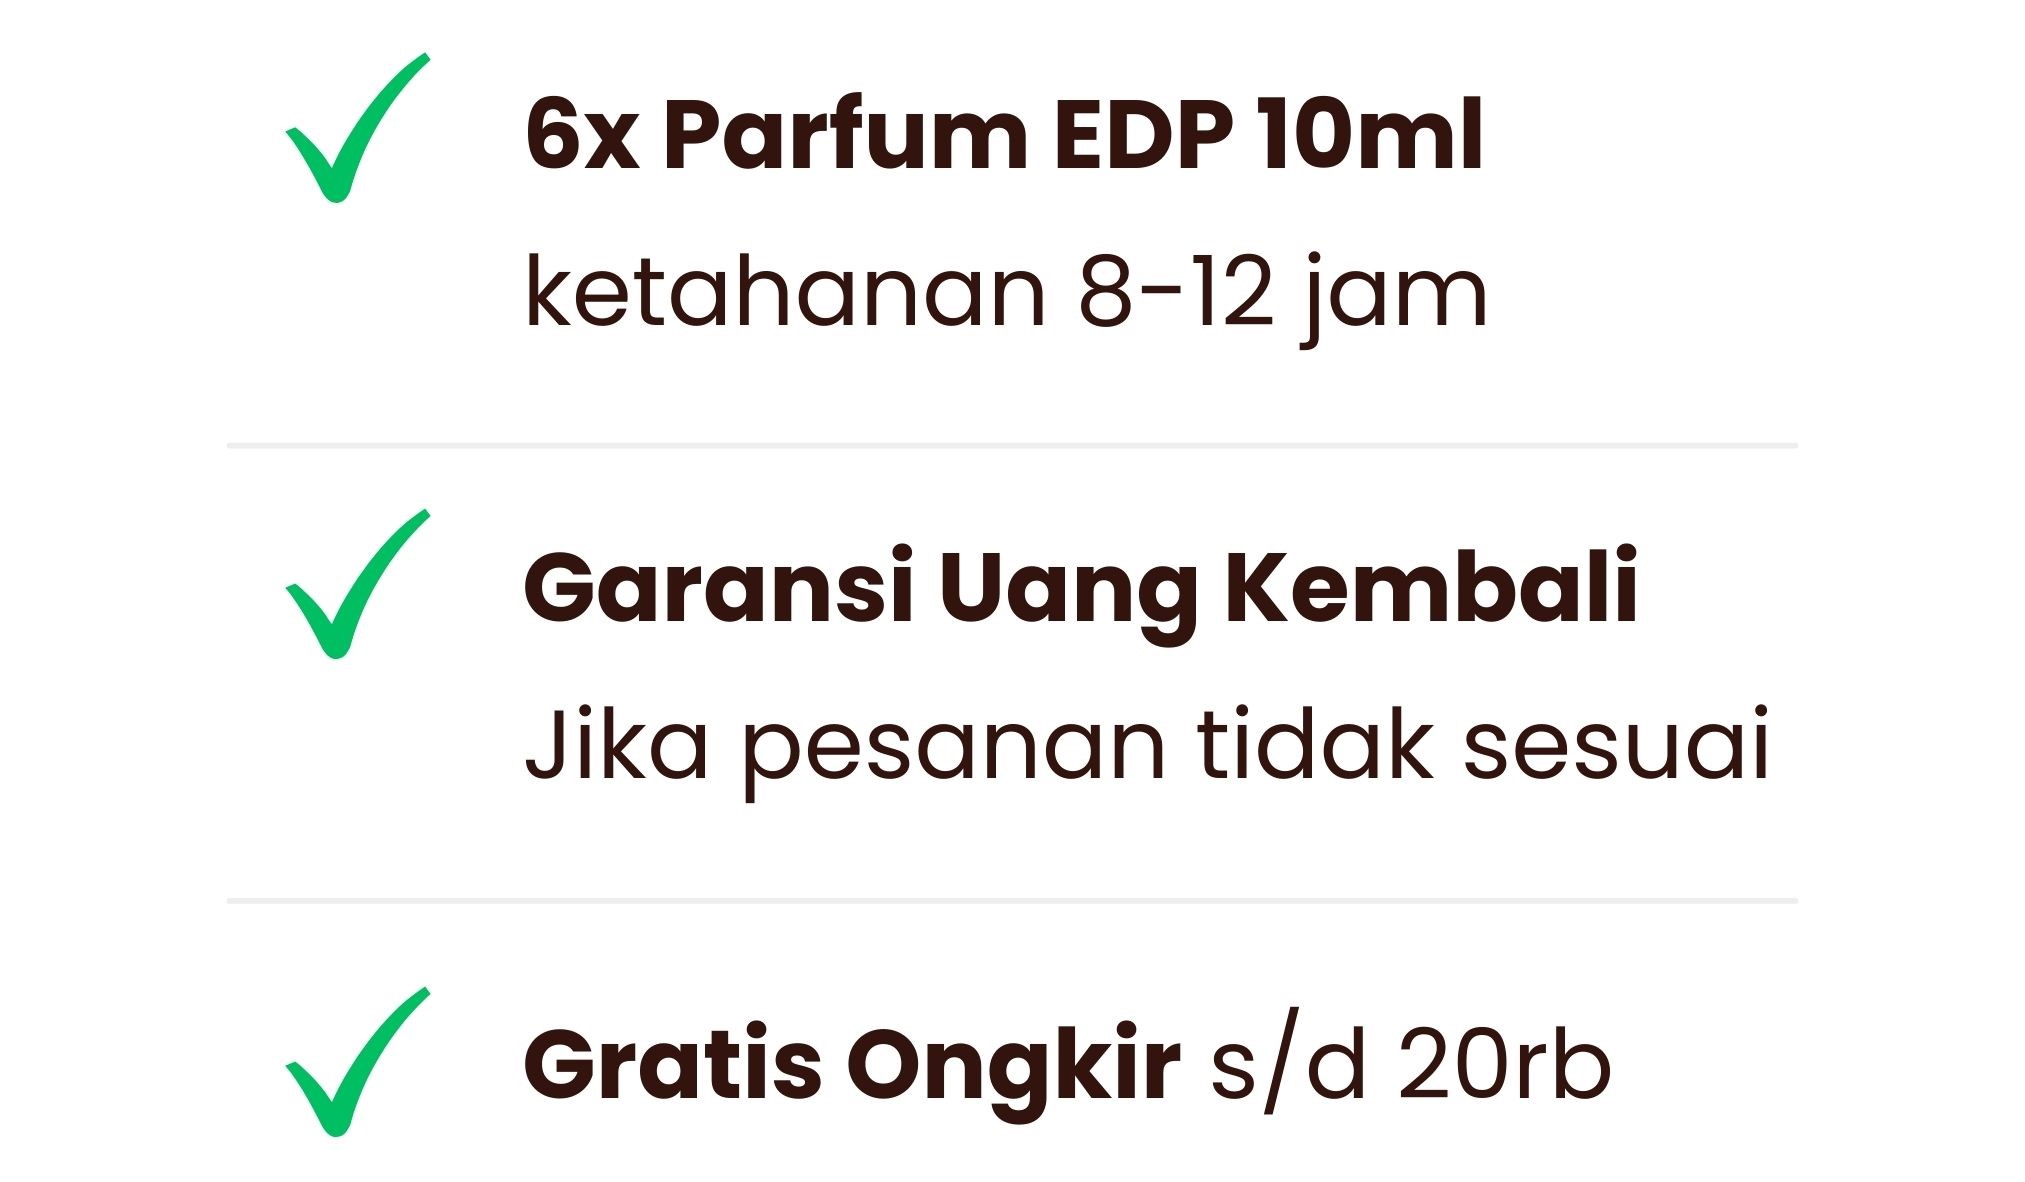 6x Parfum EDP 10ml
ketahanan 8-12 jam
Garansi Uang Kembali
Jika pesanan tidak sesuai
Gratis Ongkir s/d 20rb